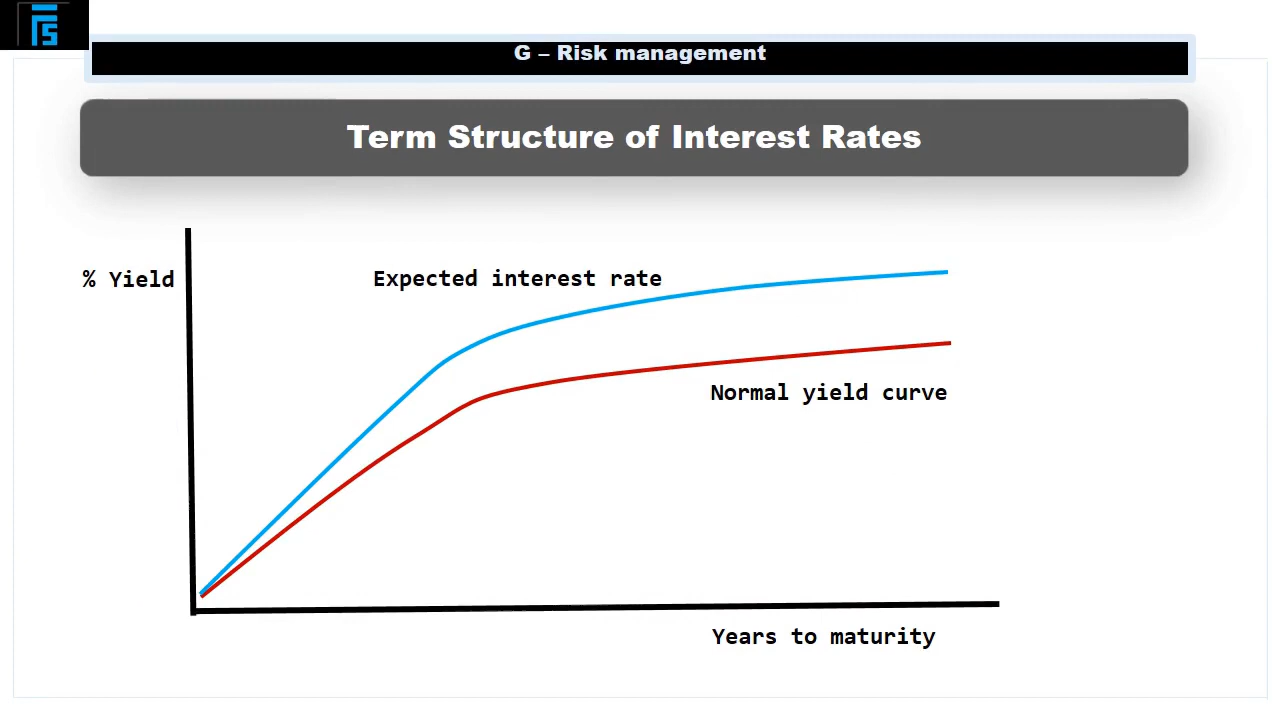 G – Risk management
Term Structure of Interest Rates
% Yield
Expected interest rate
Normal yield curve
Years to maturity